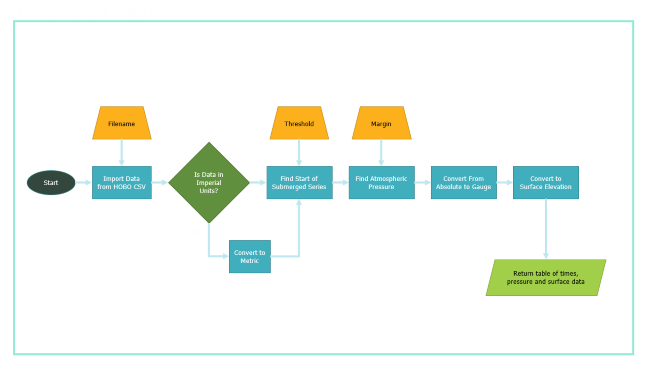 Filename
Threshold
Margin
Start
Import Data
from HOBO CSV
Is Data in
Imperial
Units?
Find Start of
Submerged Series
Find Atmospheric
Pressure
Convert From
Absolute to Gauge
Convert to
Surface Elevation
Convert to
Metric
Return table of times,
pressure and surface data